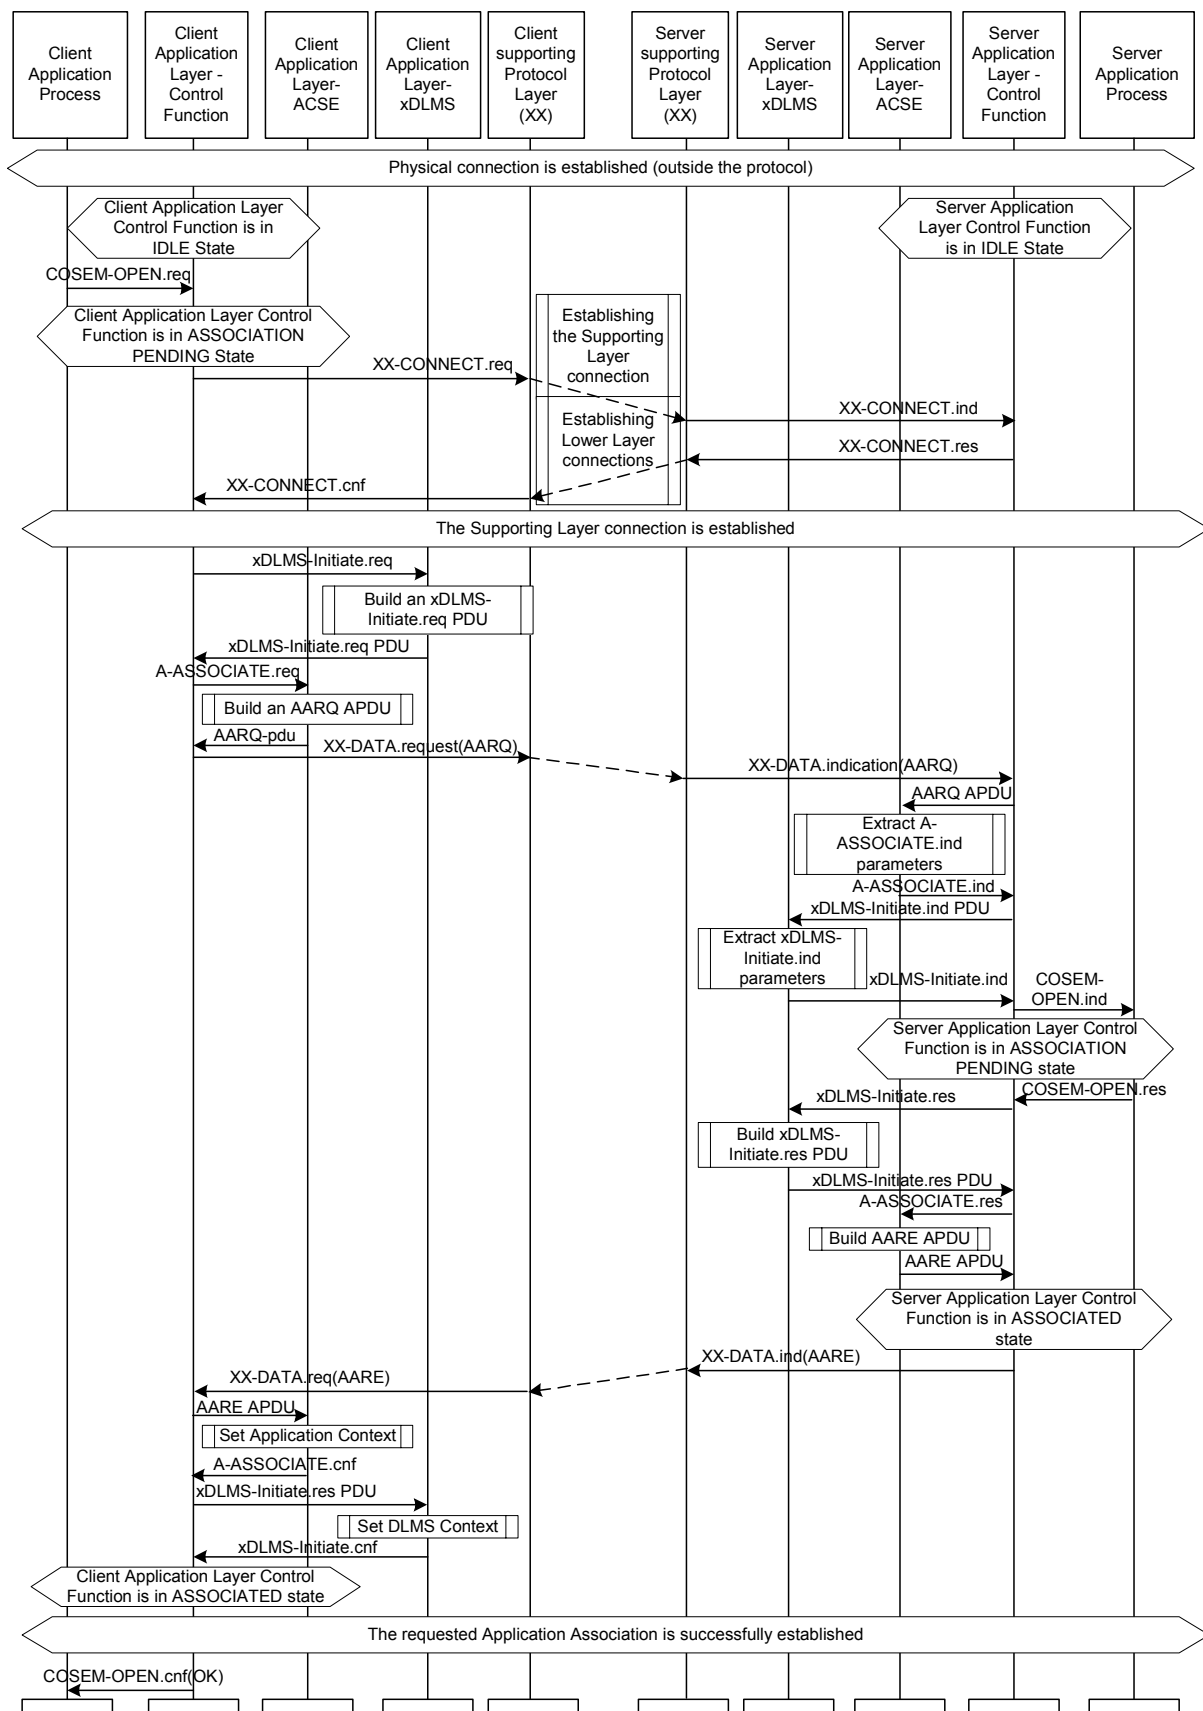 Client
Application
Process
Client
Application
Layer -
Control
Function
Client
Application
Layer-
ACSE
Client
Application
Layer-
xDLMS
Client
supporting
Protocol
Layer
(XX)
Server
supporting
Protocol
Layer
(XX)
Server
Application
Layer-
xDLMS
Server
Application
Layer-
ACSE
Server
Application
Layer -
Control
Function
Server
Application
Process
Physical connection is established (outside the protocol)
Client Application Layer
Control Function is in
IDLE State
Server Application
Layer Control Function
is in IDLE State
COSEM-OPEN.req
Client Application Layer Control
Function is in ASSOCIATION
PENDING State
Establishing
the Supporting
Layer
connection
XX-CONNECT.req
XX-CONNECT.ind
Establishing
Lower Layer
connections
XX-CONNECT.res
XX-CONNECT.cnf
The Supporting Layer connection is established
xDLMS-Initiate.req
Build an xDLMS-
Initiate.req PDU
xDLMS-Initiate.req PDU
A-ASSOCIATE.req
Build an AARQ APDU
AARQ-pdu
XX-DATA.request(AARQ)
XX-DATA.indication(AARQ)
AARQ APDU
Extract A-
ASSOCIATE.ind
parameters
A-ASSOCIATE.ind
xDLMS-Initiate.ind PDU
Extract xDLMS-
Initiate.ind
parameters
xDLMS-Initiate.ind
COSEM-
OPEN.ind
Server Application Layer Control
Function is in ASSOCIATION
PENDING state
COSEM-OPEN.res
xDLMS-Initiate.res
Build xDLMS-
Initiate.res PDU
xDLMS-Initiate.res PDU
A-ASSOCIATE.res
Build AARE APDU
AARE APDU
Server Application Layer Control
Function is in ASSOCIATED
state
XX-DATA.ind(AARE)
XX-DATA.req(AARE)
AARE APDU
Set Application Context
A-ASSOCIATE.cnf
xDLMS-Initiate.res PDU
Set DLMS Context
xDLMS-Initiate.cnf
Client Application Layer Control
Function is in ASSOCIATED state
The requested Application Association is successfully established
COSEM-OPEN.cnf(OK)